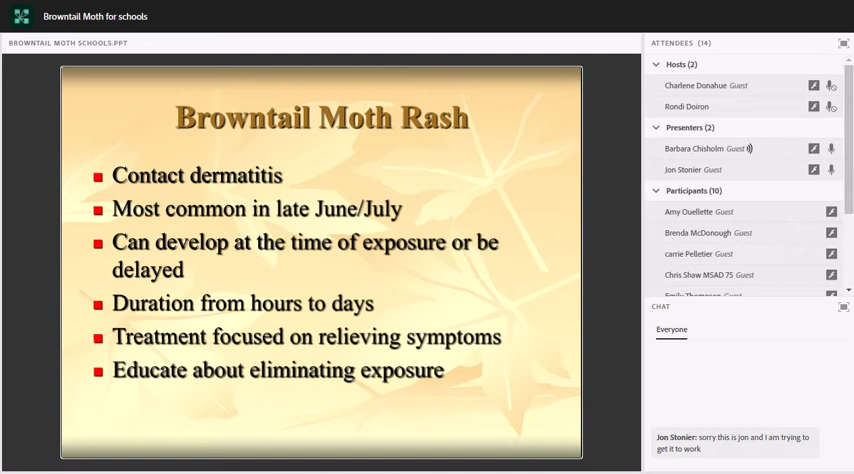 Browntail Moth for schools
BROWNTAIL MOTH SCHOOLS.PPT
Browntail Moth Rash
Contact dermatitis
Most common in late June/July
Can develop at the time of exposure or be
delayed
Duration from hours to days
Treatment focused on relieving symptoms
Educate about eliminating exposure
ATTENDEES (14)
Hosts (2)
Charlene Donahue Guest
Rondi Doiron
Presenters (2)
Barbara Chisholm Guest
Jon Stonier Guest
Participants (10)
Amy Ouellette Guest
Brenda McDonough Guest
carrie Pelletier Guest
Chris Shaw MSAD 75 Guest
Emily Thompson Guest
CHAT
Everyone
Jon Stonier: sorry this is jon and I am trying to
get it to work